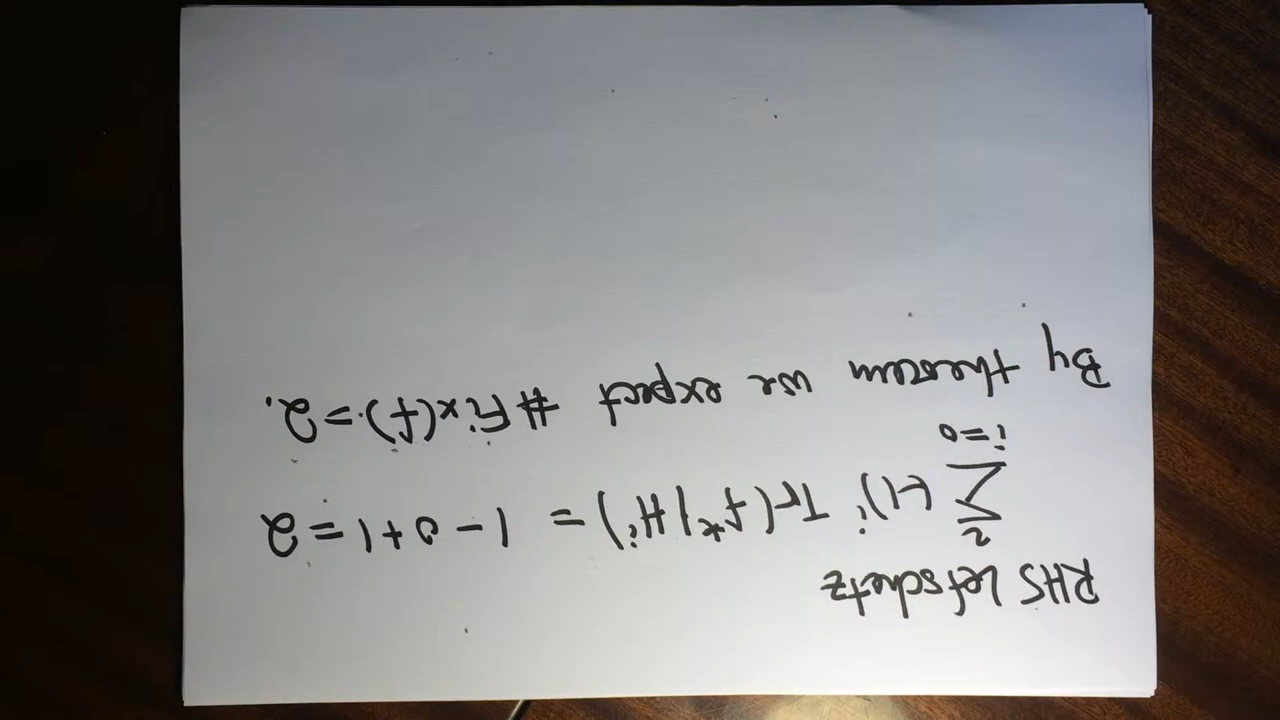 RHS Lefschetz
2
∑ (-1)^i Tr(f*|H^i) = 1 - 0 + 1 = 2
i=0
By theorem we expect #Fix(f) = 2.